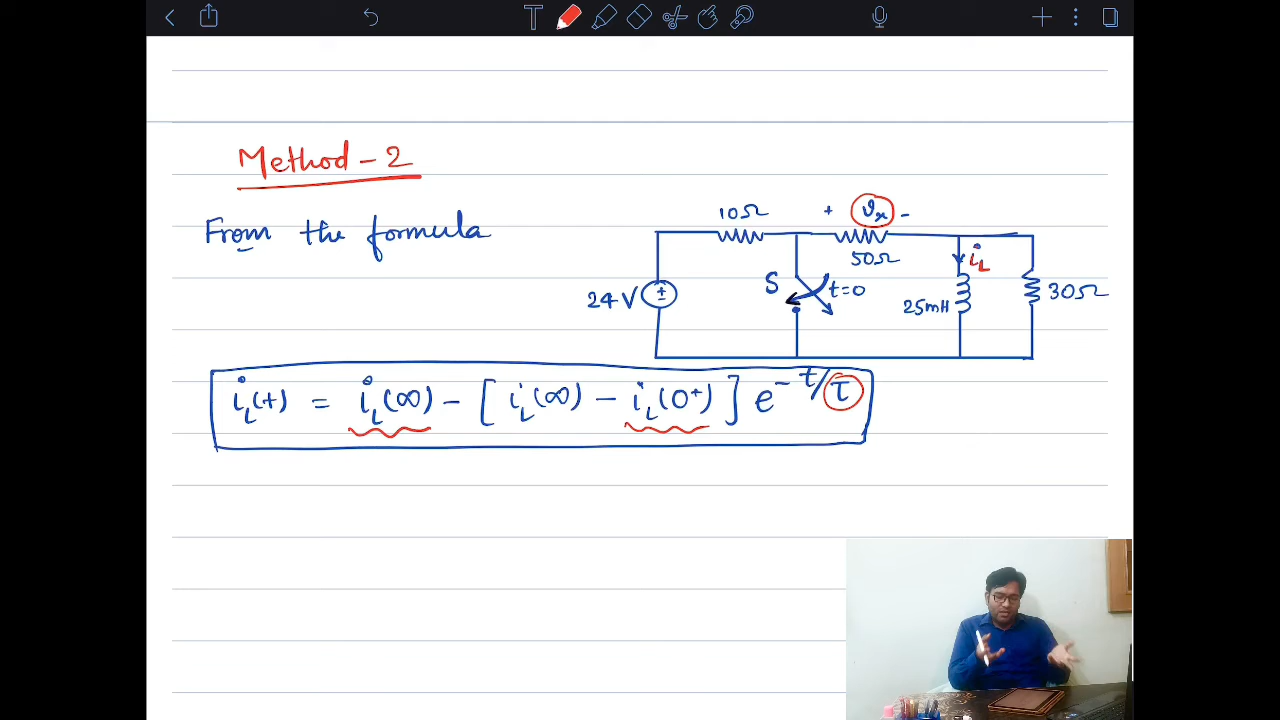 Method - 2
From the formula
10Ω + vx -
50Ω
iL
24V + - S t=0 25mH 30Ω
iL(t) = iL(∞) - [ iL(∞) - iL(0+) ] e^-t/τ